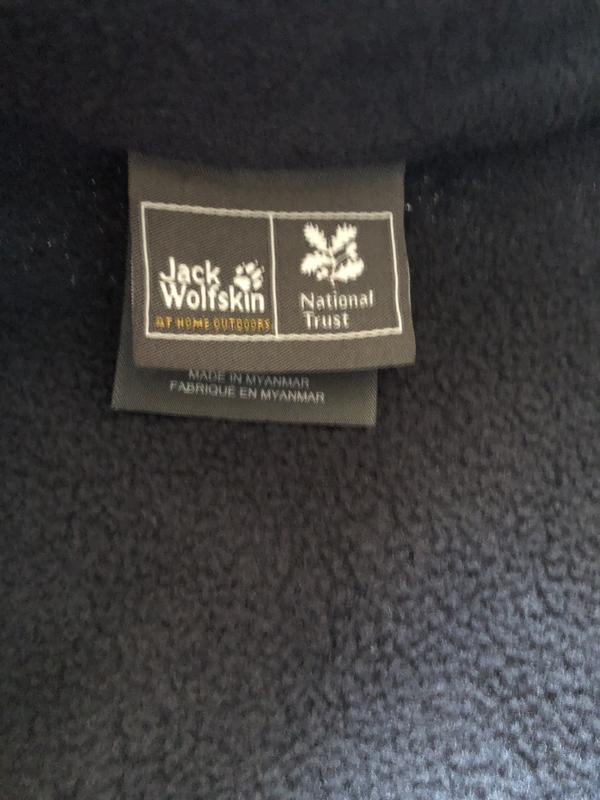 Jack
Wolfskin
AT HOME OUTDOORS
National
Trust
MADE IN MYANMAR
FABRIQUE EN MYANMAR